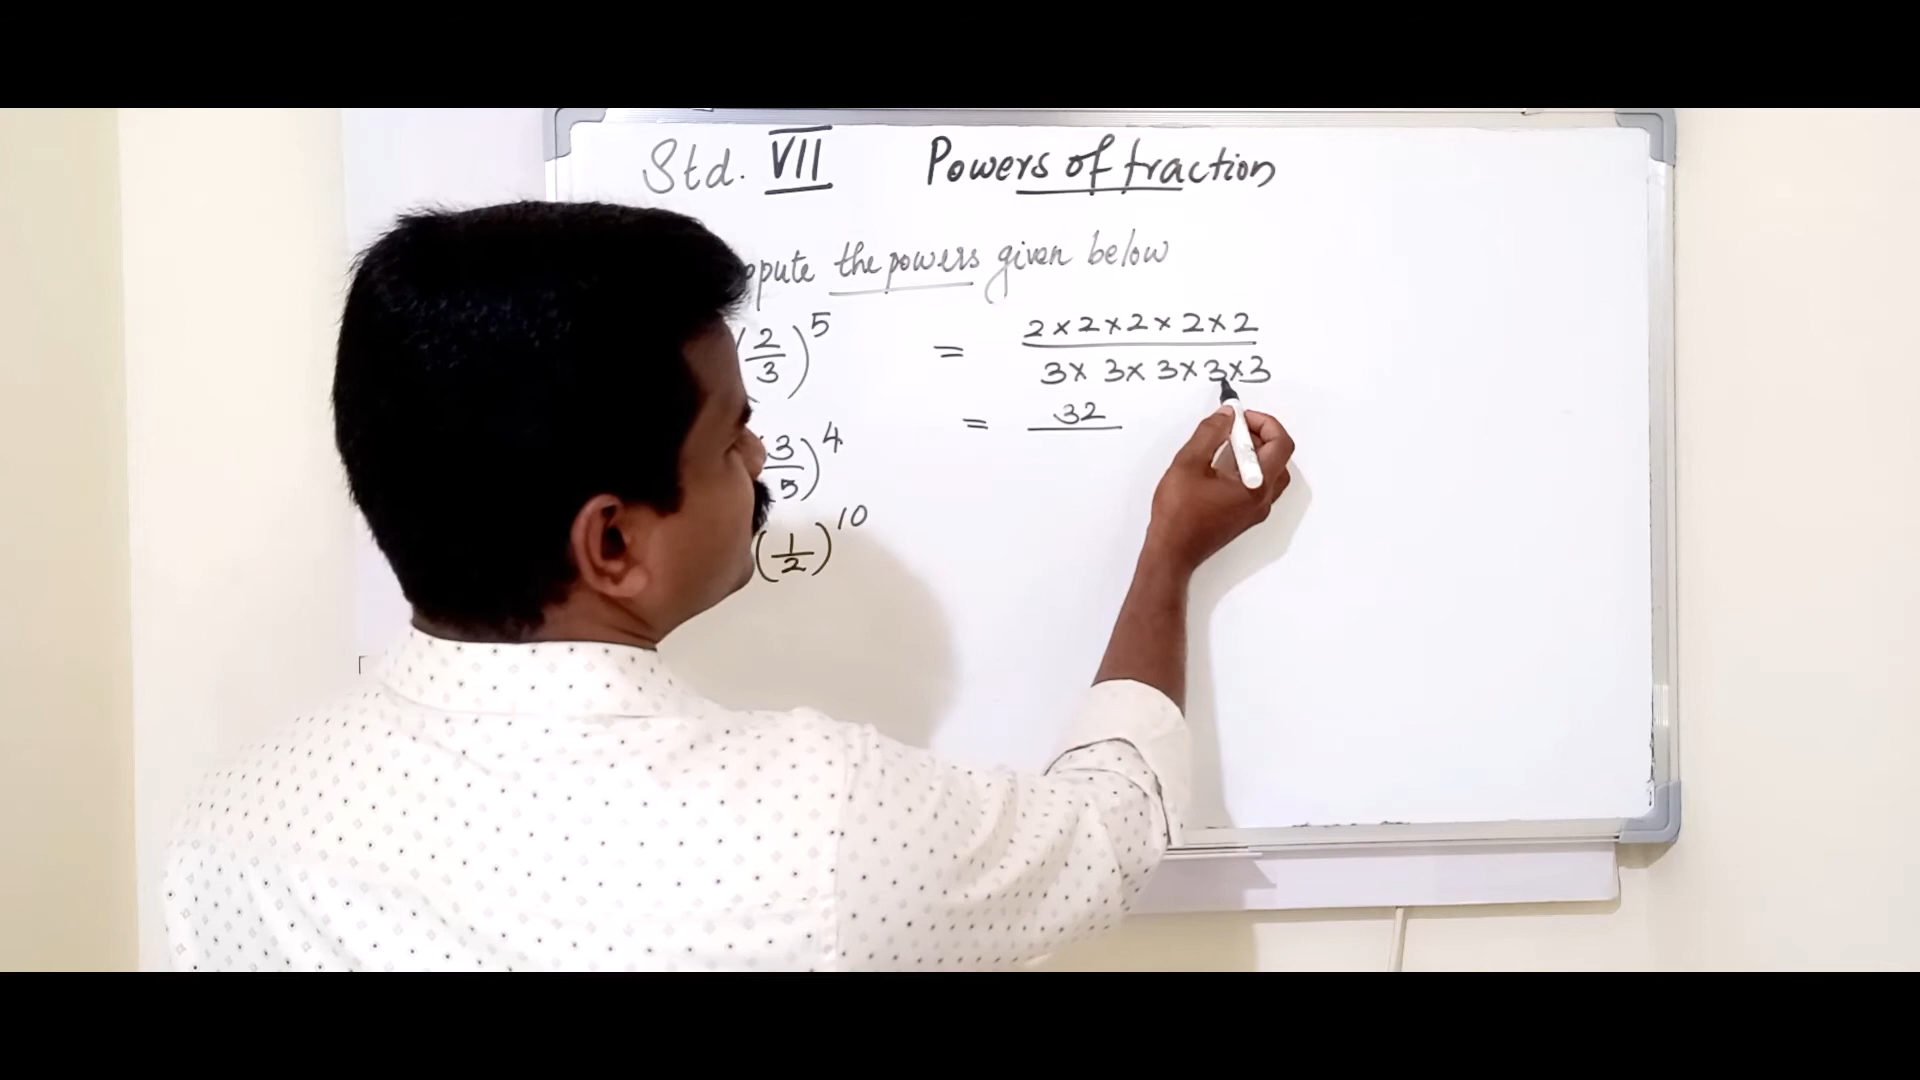 Std. VII Powers of fraction
the powers given below
(2/3)^5 = 2×2×2×2×2 / 3×3×3×3×3
= 32
(3/5)^4
(1/2)^10